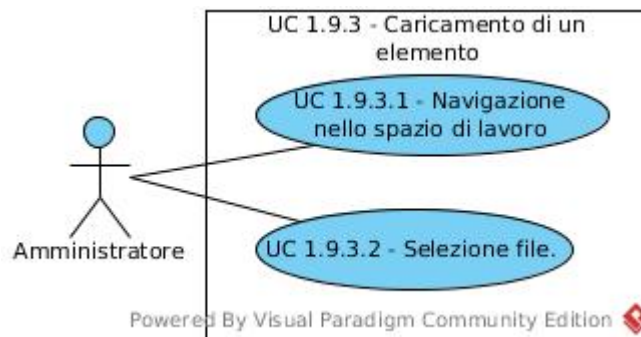 UC 1.9.3 - Caricamento di un
elemento
UC 1.9.3.1 - Navigazione
nello spazio di lavoro
Amministratore
UC 1.9.3.2 - Selezione file.
Powered By Visual Paradigm Community Edition